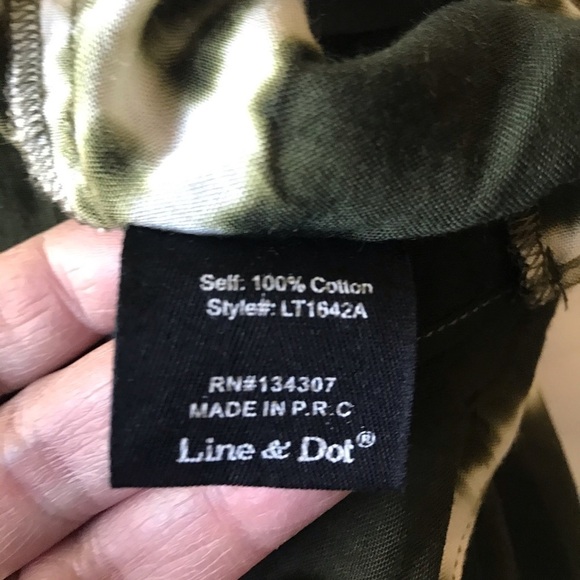 Self: 100% Cotton
Style#: LT1642A
RN#134307
MADE IN P.R.C
Line & Dot®